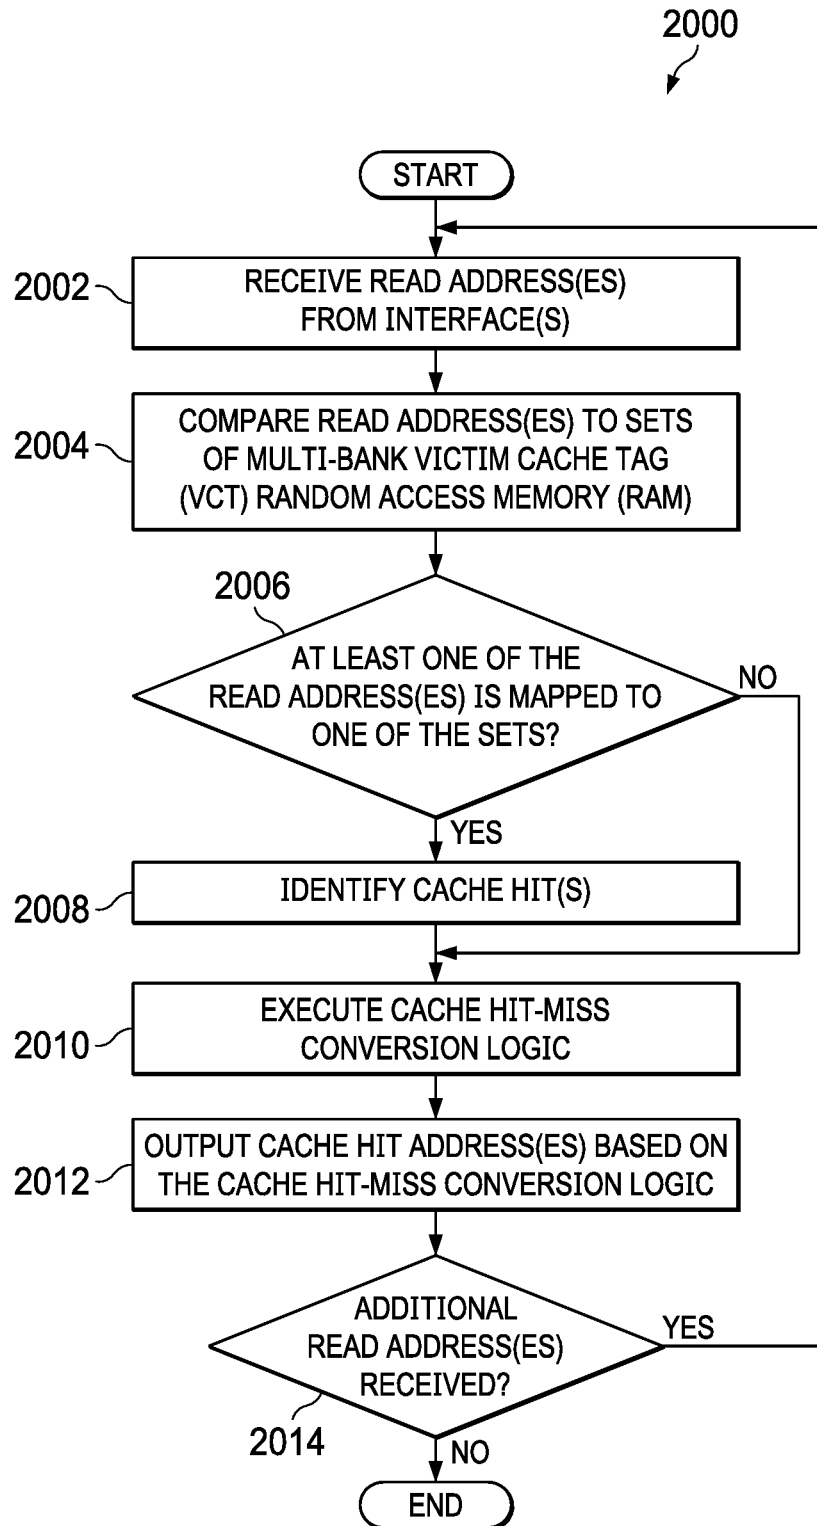 2000
START
2002
RECEIVE READ ADDRESS(ES)
FROM INTERFACE(S)
2004
COMPARE READ ADDRESS(ES) TO SETS
OF MULTI-BANK VICTIM CACHE TAG
(VCT) RANDOM ACCESS MEMORY (RAM)
2006
AT LEAST ONE OF THE
READ ADDRESS(ES) IS MAPPED TO
ONE OF THE SETS?
NO
YES
2008
IDENTIFY CACHE HIT(S)
2010
EXECUTE CACHE HIT-MISS
CONVERSION LOGIC
2012
OUTPUT CACHE HIT ADDRESS(ES) BASED ON
THE CACHE HIT-MISS CONVERSION LOGIC
ADDITIONAL
READ ADDRESS(ES)
RECEIVED?
YES
2014
NO
END